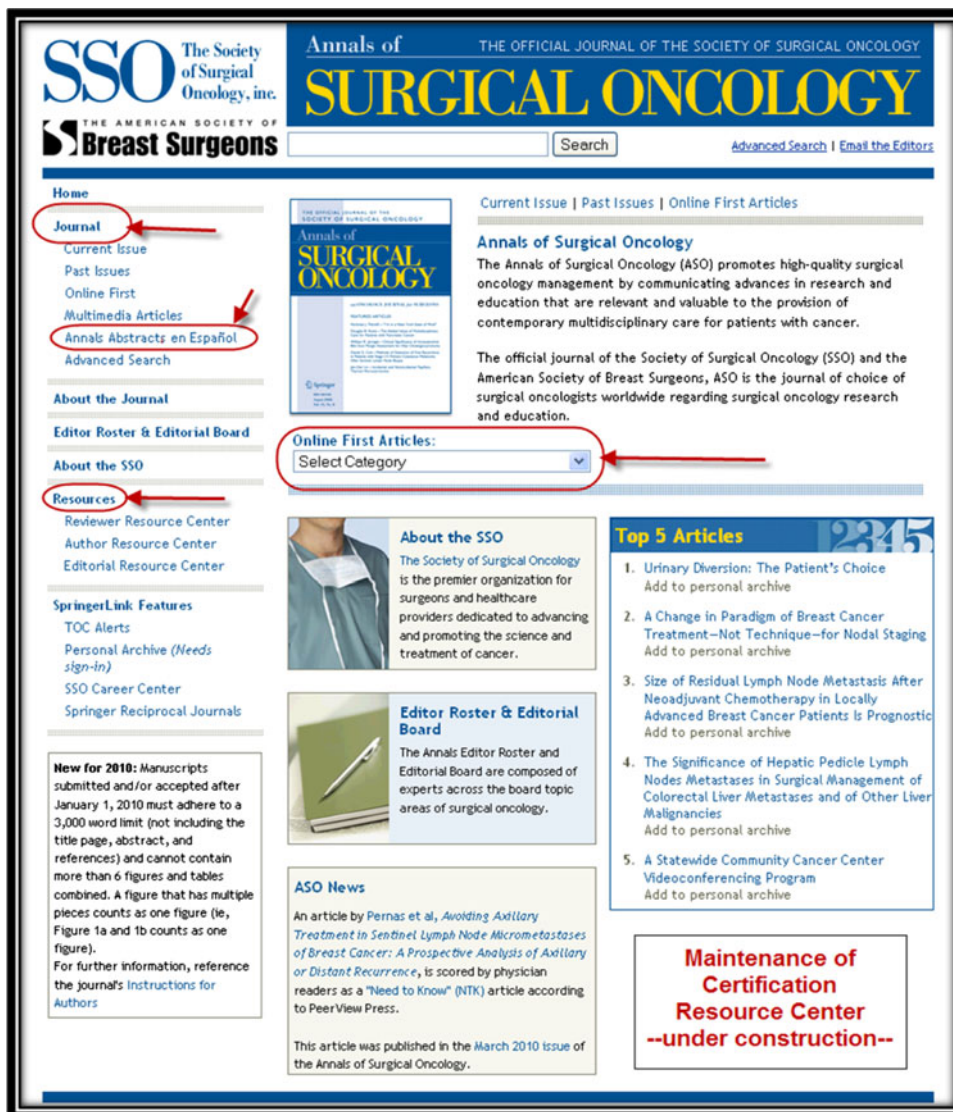 SSO The Society
of Surgical
Oncology, inc.
THE AMERICAN SOCIETY OF
Breast Surgeons
Annals of
THE OFFICIAL JOURNAL OF THE SOCIETY OF SURGICAL ONCOLOGY
SURGICAL ONCOLOGY
Search
Advanced Search | Email the Editors
Home
Journal
Current Issue
Past Issues
Online First
Multimedia Articles
Annals Abstracts en Español
Advanced Search
About the Journal
Editor Roster & Editorial Board
About the SSO
Resources
Reviewer Resource Center
Author Resource Center
Editorial Resource Center
SpringerLink Features
TOC Alerts
Personal Archive (Needs
sign-in)
SSO Career Center
Springer Reciprocal Journals
New for 2010: Manuscripts
submitted and/or accepted after
January 1, 2010 must adhere to a
3,000 word limit (not including the
title page, abstract, and
references) and cannot contain
more than 6 figures and tables
combined. A figure that has multiple
pieces counts as one figure (ie,
Figure 1a and 1b counts as one
figure).
For further information, reference
the journal's Instructions for
Authors
THE OFFICIAL JOURNAL OF THE
SOCIETY OF SURGICAL ONCOLOGY
Annals of
SURGICAL
ONCOLOGY
Springer
Current Issue | Past Issues | Online First Articles
Annals of Surgical Oncology
The Annals of Surgical Oncology (ASO) promotes high-quality surgical
oncology management by communicating advances in research and
education that are relevant and valuable to the provision of
contemporary multidisciplinary care for patients with cancer.
The official journal of the Society of Surgical Oncology (SSO) and the
American Society of Breast Surgeons, ASO is the journal of choice of
surgical oncologists worldwide regarding surgical oncology research
and education.
Online First Articles:
Select Category
About the SSO
The Society of Surgical Oncology
is the premier organization for
surgeons and healthcare
providers dedicated to advancing
and promoting the science and
treatment of cancer.
Editor Roster & Editorial
Board
The Annals Editor Roster and
Editorial Board are composed of
experts across the board topic
areas of surgical oncology.
ASO News
An article by Pernas et al, Avoiding Axillary
Treatment in Sentinel Lymph Node Micrometastases
of Breast Cancer: A Prospective Analysis of Axillary
or Distant Recurrence, is scored by physician
readers as a "Need to Know" (NTK) article according
to PeerView Press.
This article was published in the March 2010 issue of
the Annals of Surgical Oncology.
Top 5 Articles
12345
1. Urinary Diversion: The Patient's Choice
Add to personal archive
2. A Change in Paradigm of Breast Cancer
Treatment—Not Technique—for Nodal Staging
Add to personal archive
3. Size of Residual Lymph Node Metastasis After
Neoadjuvant Chemotherapy in Locally
Advanced Breast Cancer Patients Is Prognostic
Add to personal archive
4. The Significance of Hepatic Pedicle Lymph
Nodes Metastases in Surgical Management of
Colorectal Liver Metastases and of Other Liver
Malignancies
Add to personal archive
5. A Statewide Community Cancer Center
Videoconferencing Program
Add to personal archive
Maintenance of
Certification
Resource Center
--under construction--